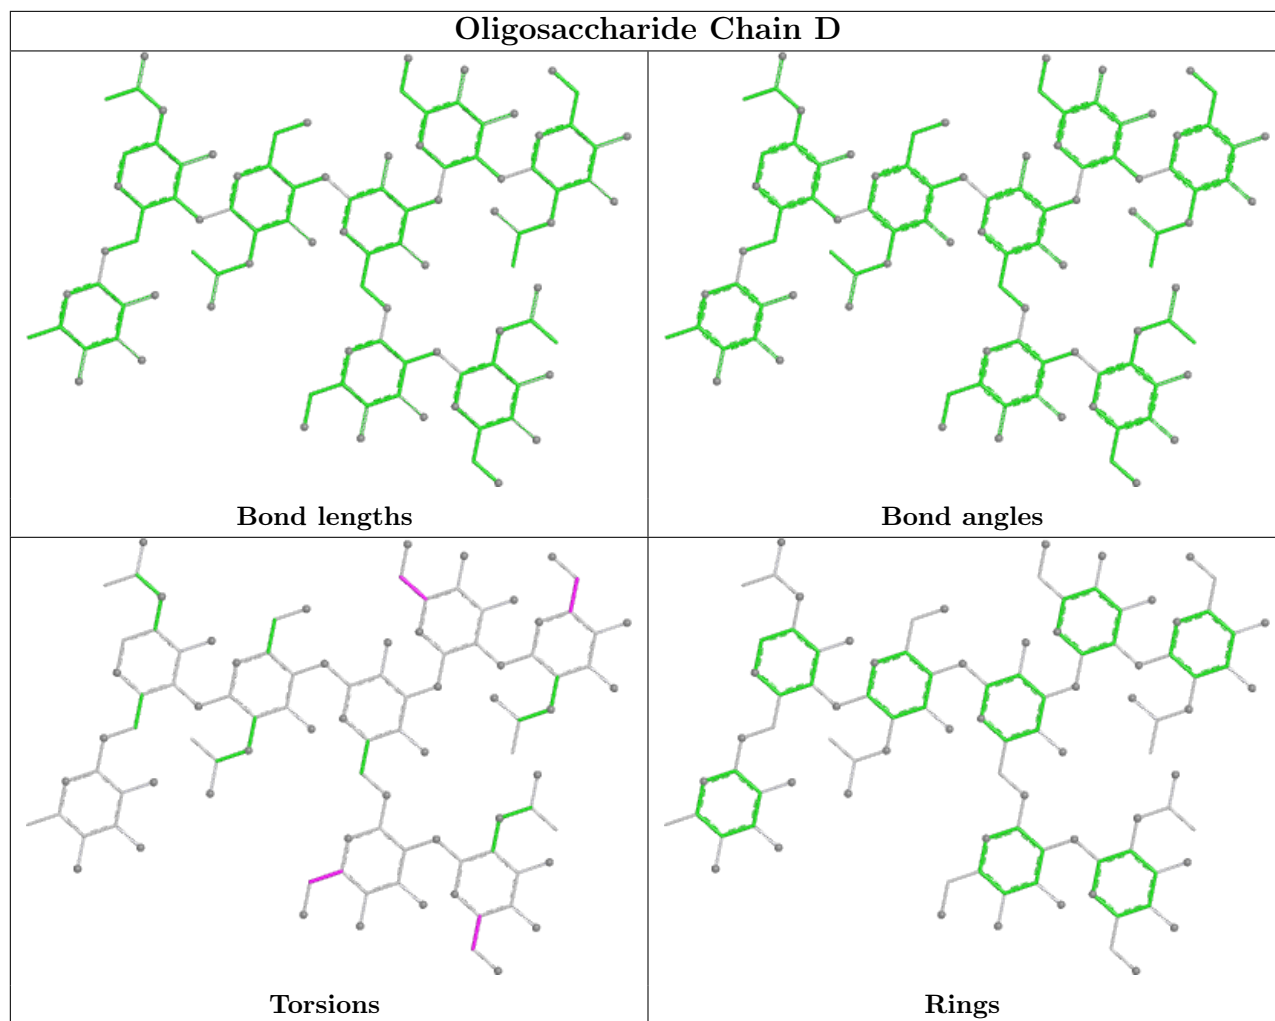 Oligosaccharide Chain D
Bond lengths
Bond angles
Torsions
Rings